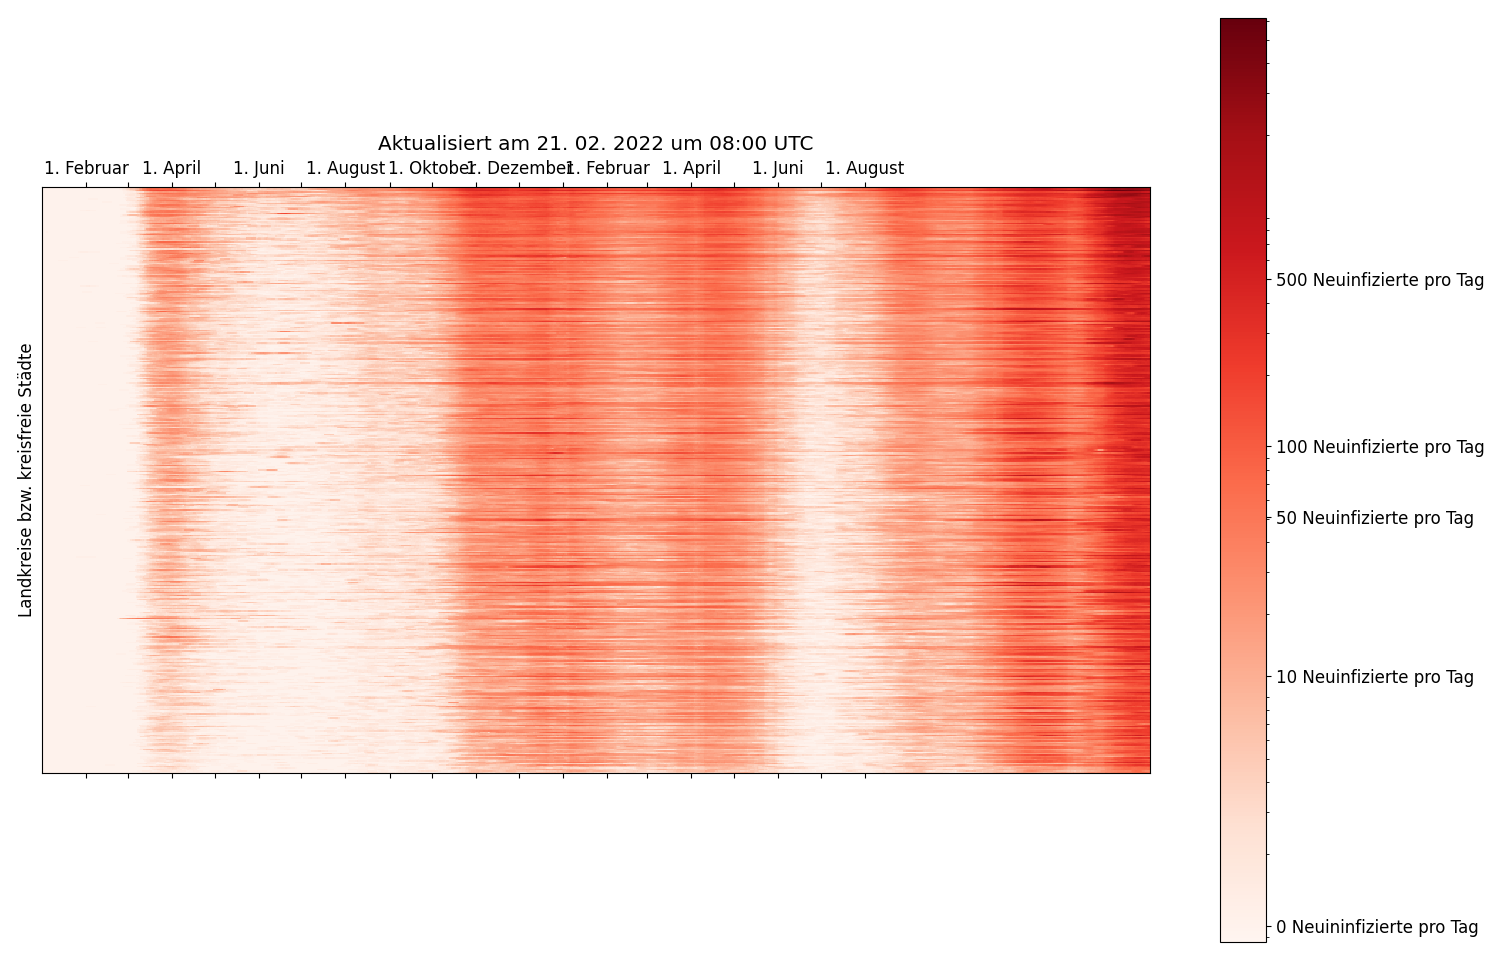 Aktualisiert am 21. 02. 2022 um 08:00 UTC
1. Februar 1. April 1. Juni 1. August 1. Oktober 1. Dezember 1. Februar 1. April 1. Juni 1. August
Landkreise bzw. kreisfreie Städte
500 Neuinfizierte pro Tag
100 Neuinfizierte pro Tag
50 Neuinfizierte pro Tag
10 Neuinfizierte pro Tag
0 Neuininfizierte pro Tag